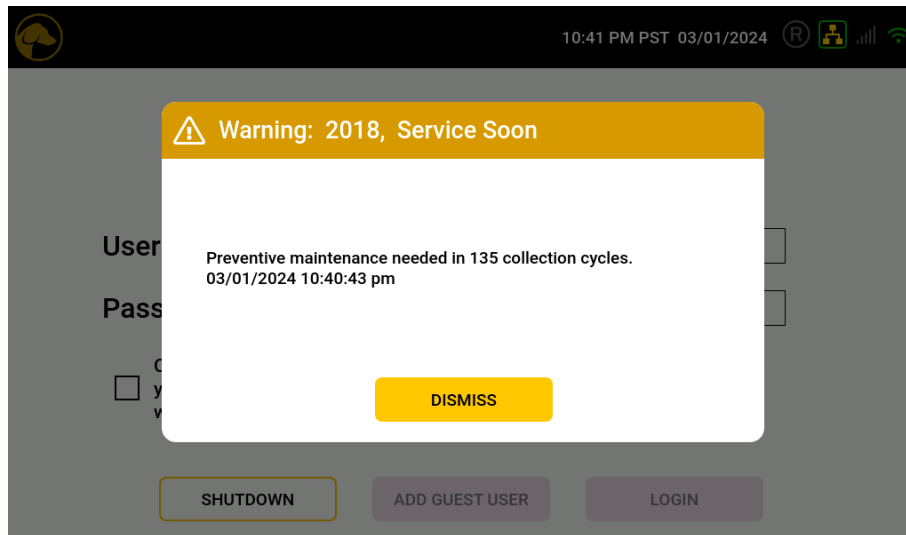 10:41 PM PST 03/01/2024 R
Warning: 2018, Service Soon
Preventive maintenance needed in 135 collection cycles.
03/01/2024 10:40:43 pm
User
Pass
DISMISS
SHUTDOWN
ADD GUEST USER
LOGIN